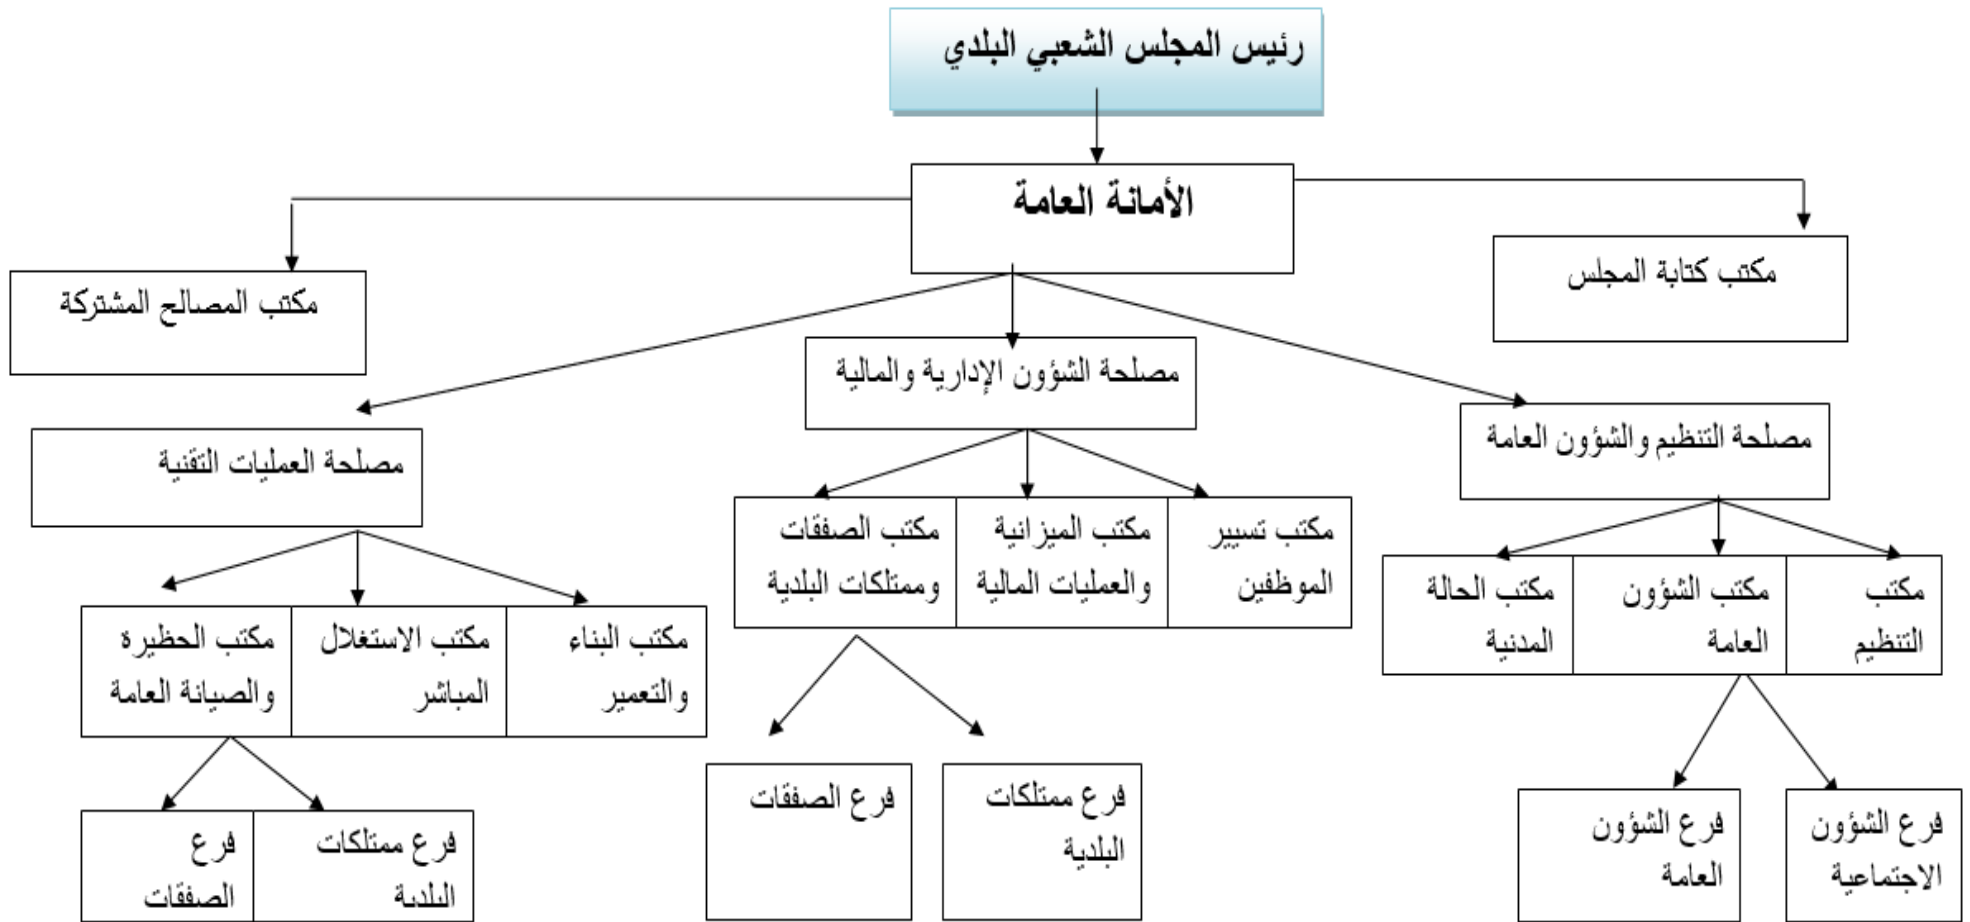 رئيس المجلس الشعبي البلدي
الأمانة العامة
مكتب كتابة المجلس
مكتب المصالح المشتركة
مصلحة التنظيم والشؤون العامة
مصلحة الشؤون الإدارية والمالية
مصلحة العمليات التقنية
مكتب
التنظيم
مكتب الشؤون
العامة
مكتب الحالة
المدنية
مكتب تسيير
الموظفين
مكتب الميزانية
والعمليات المالية
مكتب الصفقات
وممتلكات البلدية
مكتب البناء
والتعمير
مكتب الاستغلال
المباشر
مكتب الحظيرة
والصيانة العامة
فرع الشؤون
الاجتماعية
فرع الشؤون
العامة
فرع ممتلكات
البلدية
فرع الصفقات
فرع ممتلكات
البلدية
فرع
الصفقات